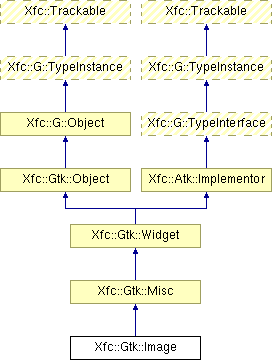 Xfc::Trackable Xfc::Trackable
Xfc::G::TypeInstance Xfc::G::TypeInstance
Xfc::G::Object Xfc::G::TypeInterface
Xfc::Gtk::Object Xfc::Atk::Implementor
Xfc::Gtk::Widget
Xfc::Gtk::Misc
Xfc::Gtk::Image